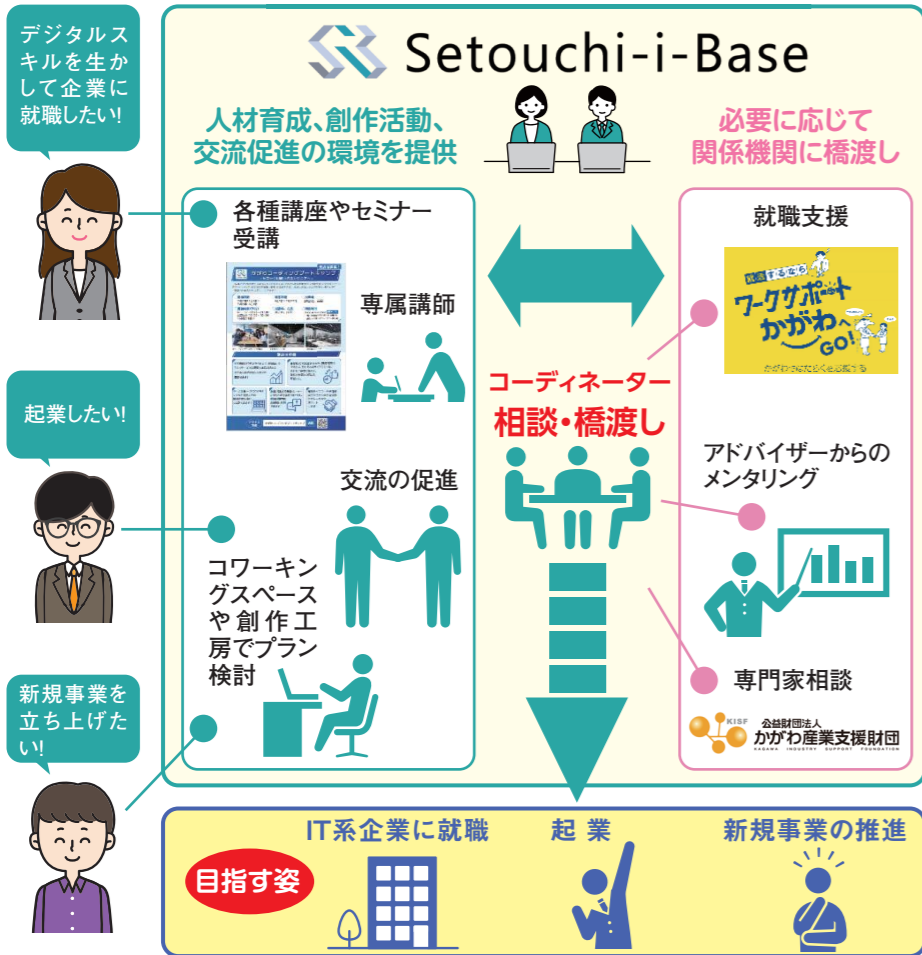 デジタルス
キルを生か
して企業に
就職したい!
起業したい!
新規事業を
立ち上げた
い!
Setouchi-i-Base
人材育成、創作活動、
交流促進の環境を提供
必要に応じて
関係機関に橋渡し
各種講座やセミナー
受講
専属講師
交流の促進
コワーキン
グスペース
や創作工
房でプラン
検討
コーディネーター
相談・橋渡し
就職支援
するなら
ワークサポート
かがわへ
GO!
アドバイザーからの
メンタリング
専門家相談
KISF
公益財団法人
かがわ産業支援財団
KAGAWA INDUSTRY SUPPORT FOUNDATION
目指す姿
IT系企業に就職
起業
新規事業の推進